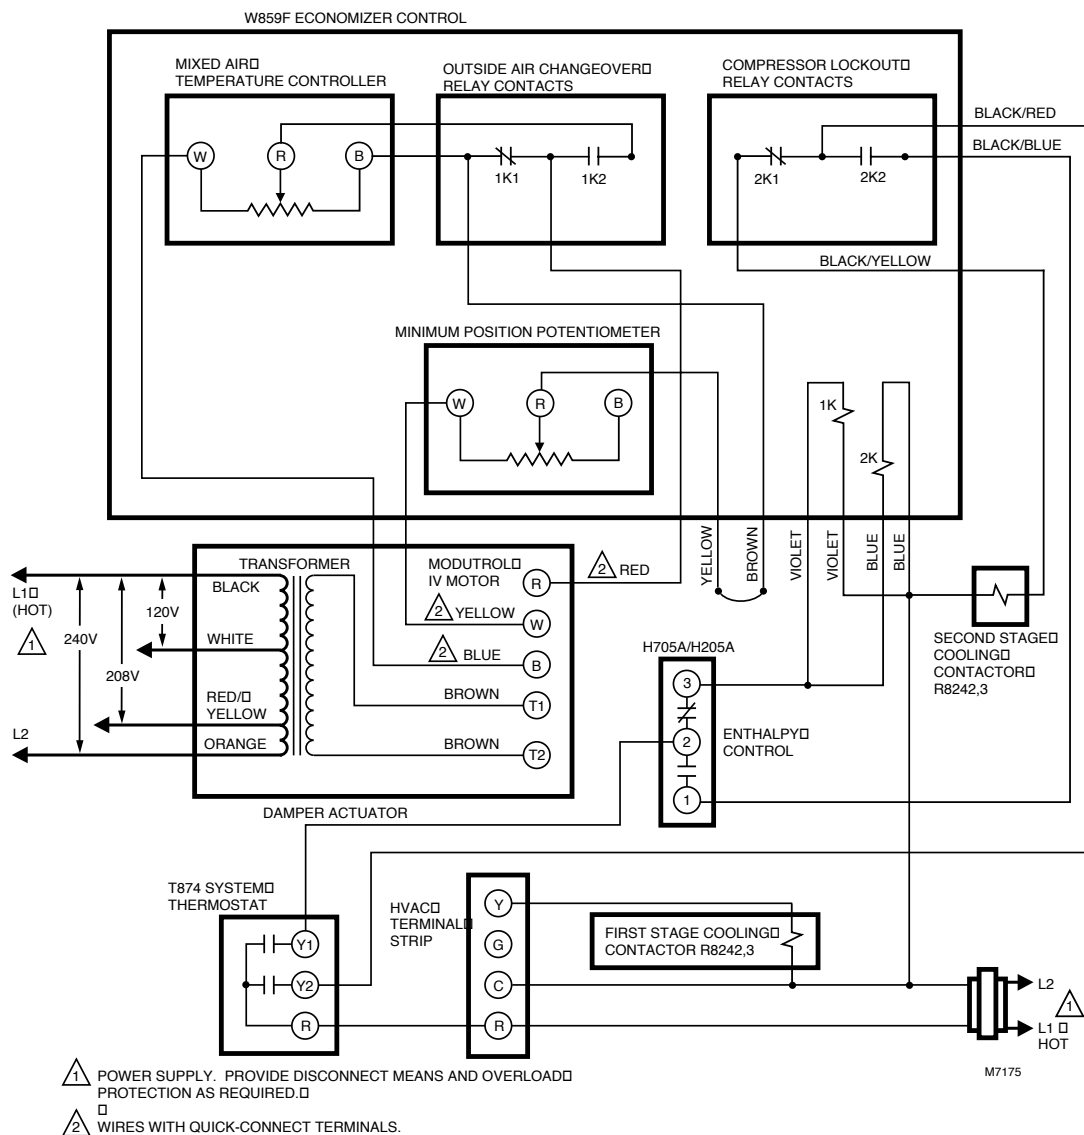 W859F ECONOMIZER CONTROL
MIXED AIR□
TEMPERATURE CONTROLLER
OUTSIDE AIR CHANGEOVER□
RELAY CONTACTS
COMPRESSOR LOCKOUT□
RELAY CONTACTS
BLACK/RED
BLACK/BLUE
W
R
B
1K1
1K2
2K1
2K2
BLACK/YELLOW
MINIMUM POSITION POTENTIOMETER
W
R
B
1K
2K
YELLOW
BROWN
VIOLET
VIOLET
BLUE
BLUE
TRANSFORMER
MODUTROL□
IV MOTOR
L1□
(HOT)
1
240V
120V
208V
BLACK
WHITE
RED/□
YELLOW
ORANGE
L2
R
2
RED
2
YELLOW
W
2
BLUE
B
BROWN
T1
BROWN
T2
DAMPER ACTUATOR
H705A/H205A
3
2
1
ENTHALPY□
CONTROL
SECOND STAGE□
COOLING□
CONTACTOR□
R8242,3
T874 SYSTEM□
THERMOSTAT
Y1
Y2
R
HVAC□
TERMINAL□
STRIP
Y
G
C
R
FIRST STAGE COOLING□
CONTACTOR R8242,3
L2
1
L1 □
HOT
M7175
1 POWER SUPPLY. PROVIDE DISCONNECT MEANS AND OVERLOAD□
PROTECTION AS REQUIRED.□
□
2 WIRES WITH QUICK-CONNECT TERMINALS.